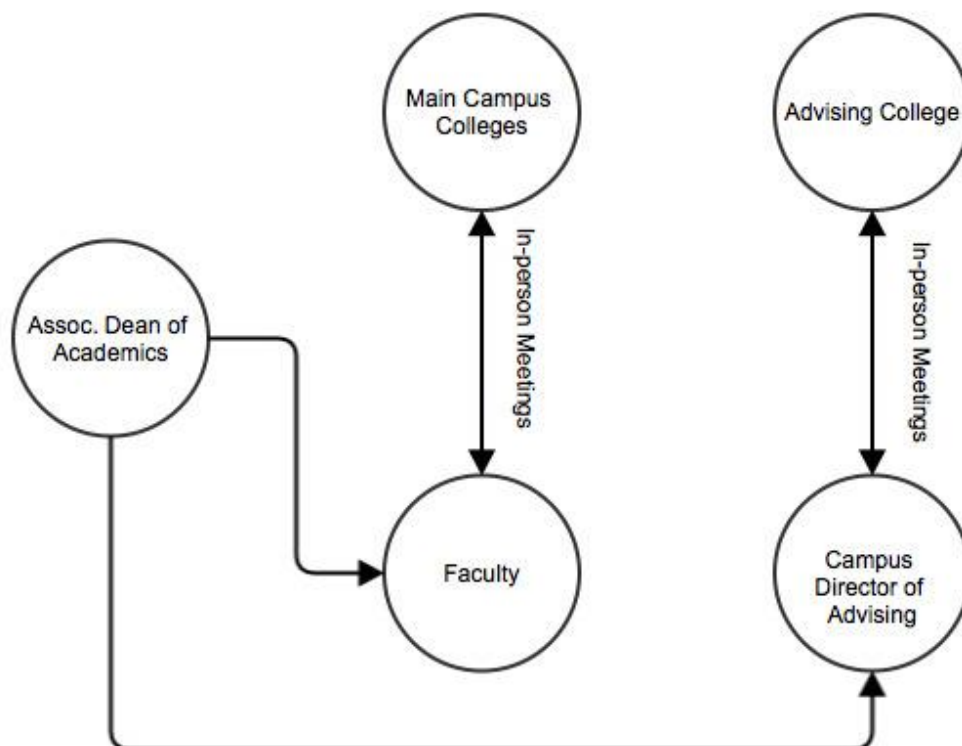 Main Campus
Colleges
Advising College
In-person Meetings
In-person Meetings
Assoc. Dean of
Academics
Faculty
Campus
Director of
Advising